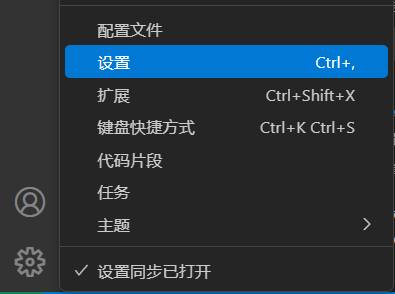 配置文件
设置 Ctrl+,
扩展 Ctrl+Shift+X
键盘快捷方式 Ctrl+K Ctrl+S
代码片段
任务
主题
设置同步已打开